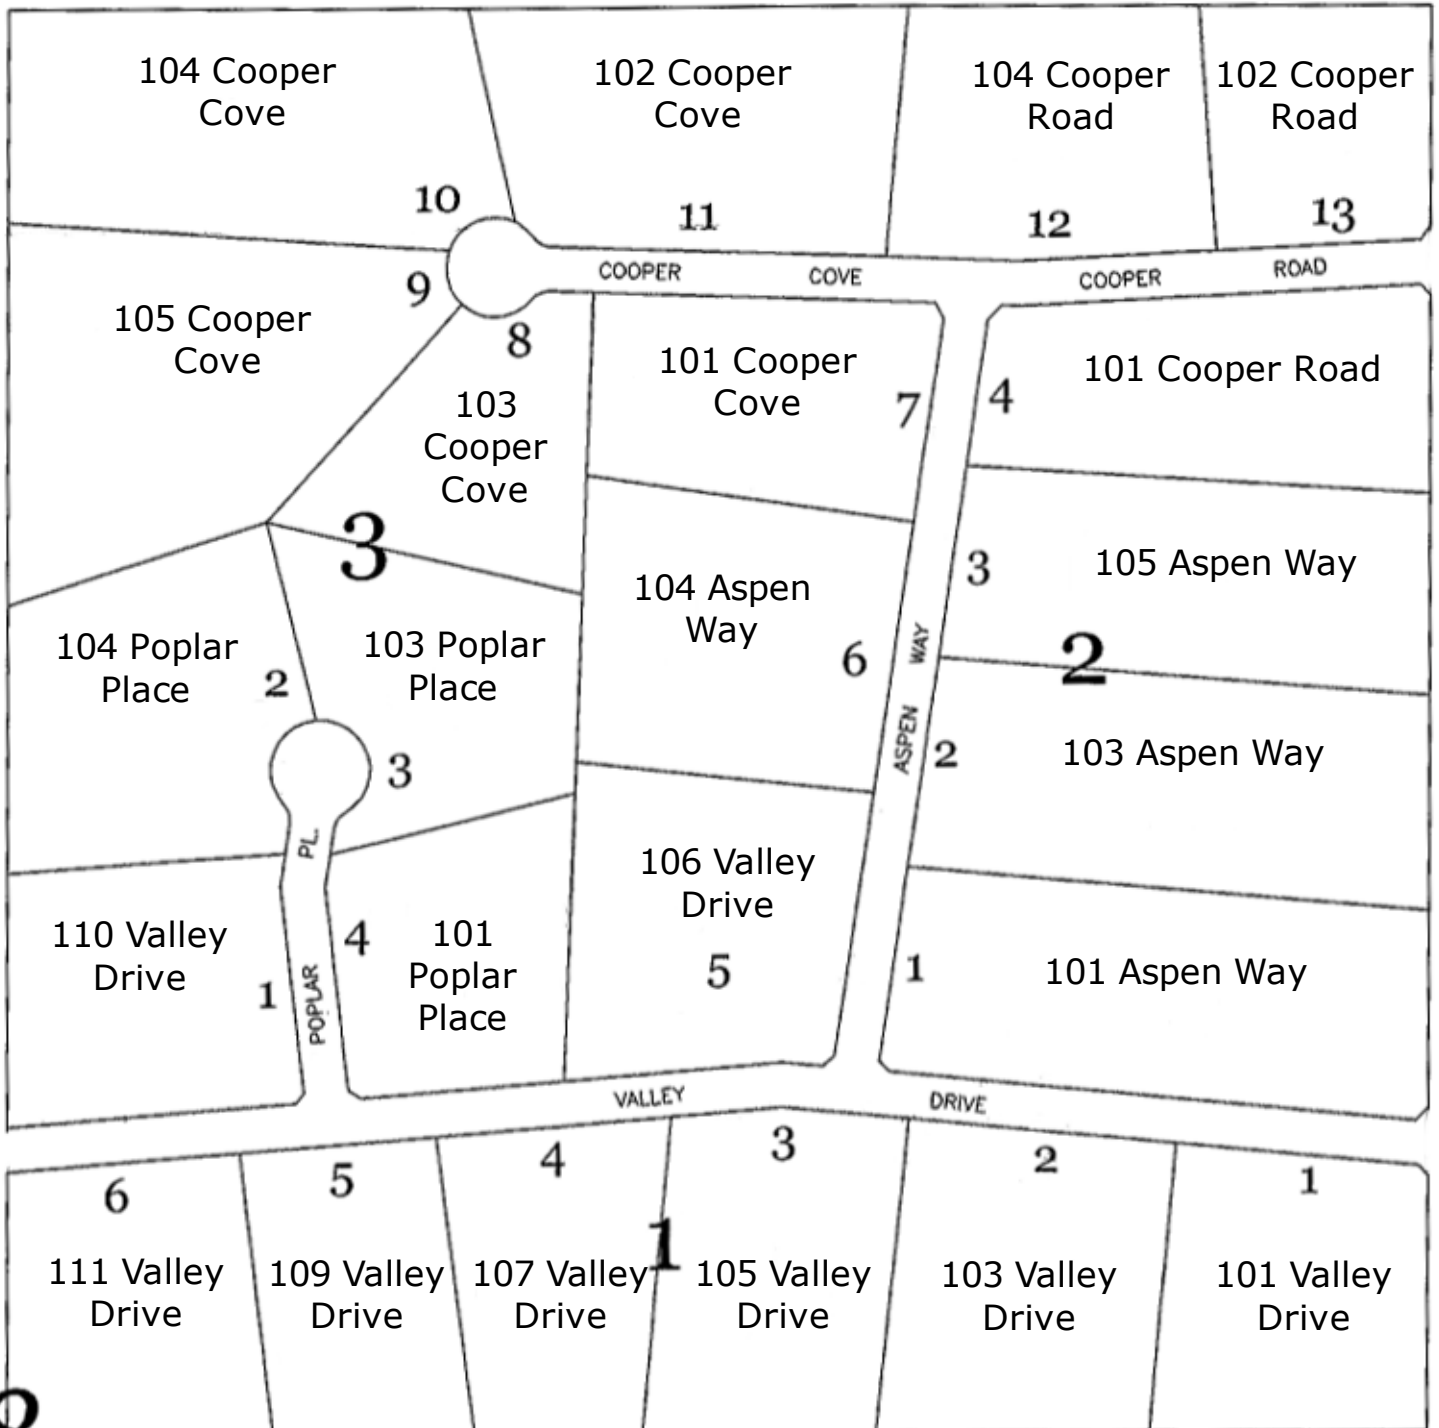 104 Cooper
Cove
102 Cooper
Cove
104 Cooper
Road
102 Cooper
Road
10
11
12
13
COOPER COVE COOPER ROAD
9
8
105 Cooper
Cove
103
Cooper
Cove
101 Cooper
Cove
7
4
101 Cooper Road
3
104 Aspen
Way
6
3
105 Aspen Way
ASPEN WAY
2
104 Poplar
Place
2
103 Poplar
Place
3
2
103 Aspen Way
POPLAR PL.
110 Valley
Drive
1
4
101
Poplar
Place
106 Valley
Drive
5
1
101 Aspen Way
VALLEY DRIVE
6
5
4
3
2
1
1
111 Valley
Drive
109 Valley
Drive
107 Valley
Drive
105 Valley
Drive
103 Valley
Drive
101 Valley
Drive